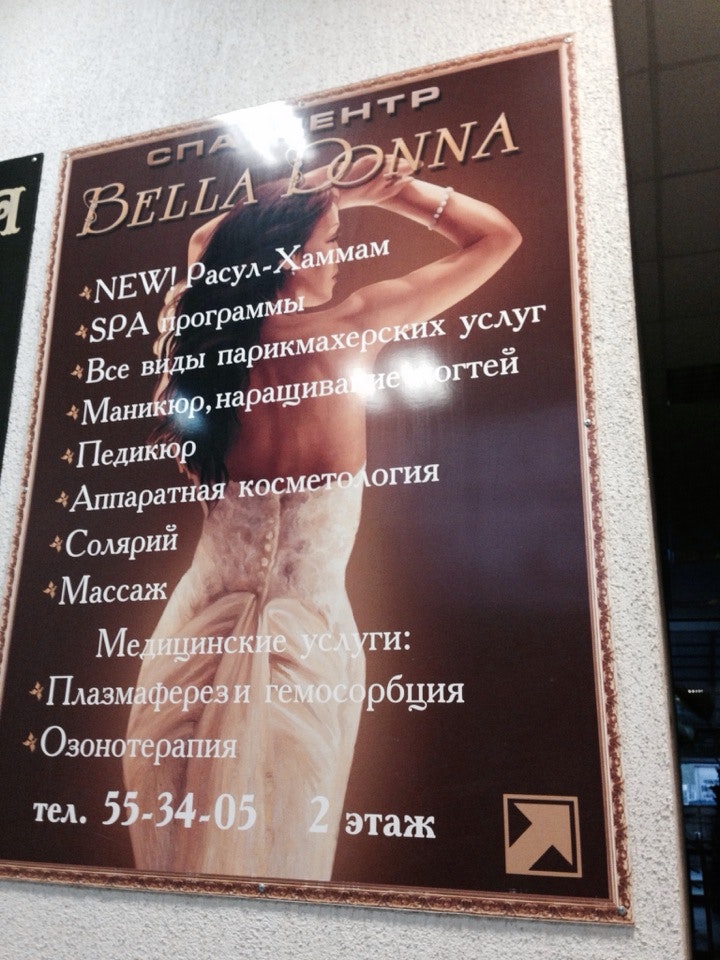 СПА-ЦЕНТР
BELLA DONNA
NEW! Расул-Хаммам
SPA программы
Все виды парикмахерских услуг
Маникюр, наращивание ногтей
Педикюр
Аппаратная косметология
Солярий
Массаж
Медицинские услуги:
Плазмаферез и гемосорбция
Озонотерапия
тел. 55-34-05 2 этаж